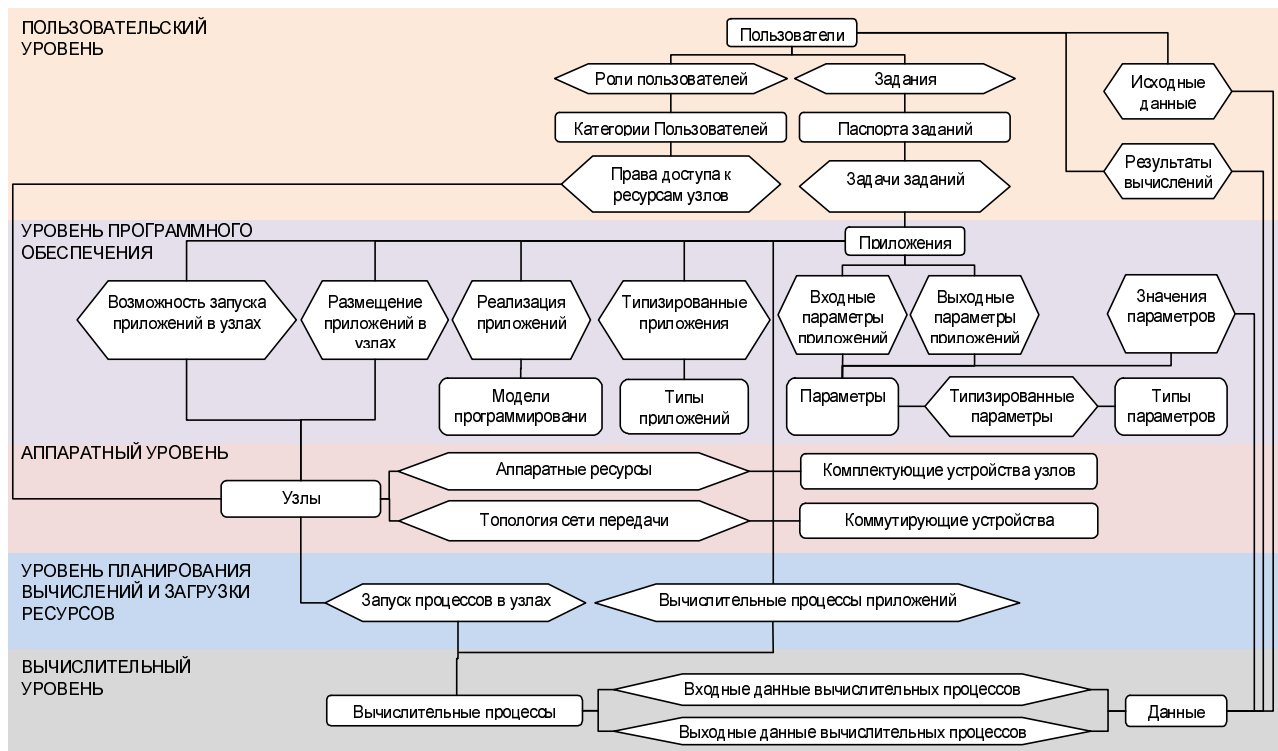 ПОЛЬЗОВАТЕЛЬСКИЙ
УРОВЕНЬ
Пользователи
Роли пользователей
Задания
Исходные
данные
Категории Пользователей
Паспорта заданий
Права доступа к
ресурсам узлов
Задачи заданий
Результаты
вычислений
УРОВЕНЬ ПРОГРАММНОГО
ОБЕСПЕЧЕНИЯ
Приложения
Возможность запуска
приложений в узлах
Размещение
приложений в
узлах
Реализация
приложений
Типизированные
приложения
Входные
параметры
приложений
Выходные
параметры
приложений
Значения
параметров
Модели
программировани
Типы
приложений
Параметры
Типизированные
параметры
Типы
параметров
АППАРАТНЫЙ УРОВЕНЬ
Аппаратные ресурсы
Комплектующие устройства узлов
Узлы
Топология сети передачи
Коммутирующие устройства
УРОВЕНЬ ПЛАНИРОВАНИЯ
ВЫЧИСЛЕНИЙ И ЗАГРУЗКИ
РЕСУРСОВ
Запуск процессов в узлах
Вычислительные процессы приложений
ВЫЧИСЛИТЕЛЬНЫЙ
УРОВЕНЬ
Вычислительные процессы
Входные данные вычислительных процессов
Выходные данные вычислительных процессов
Данные